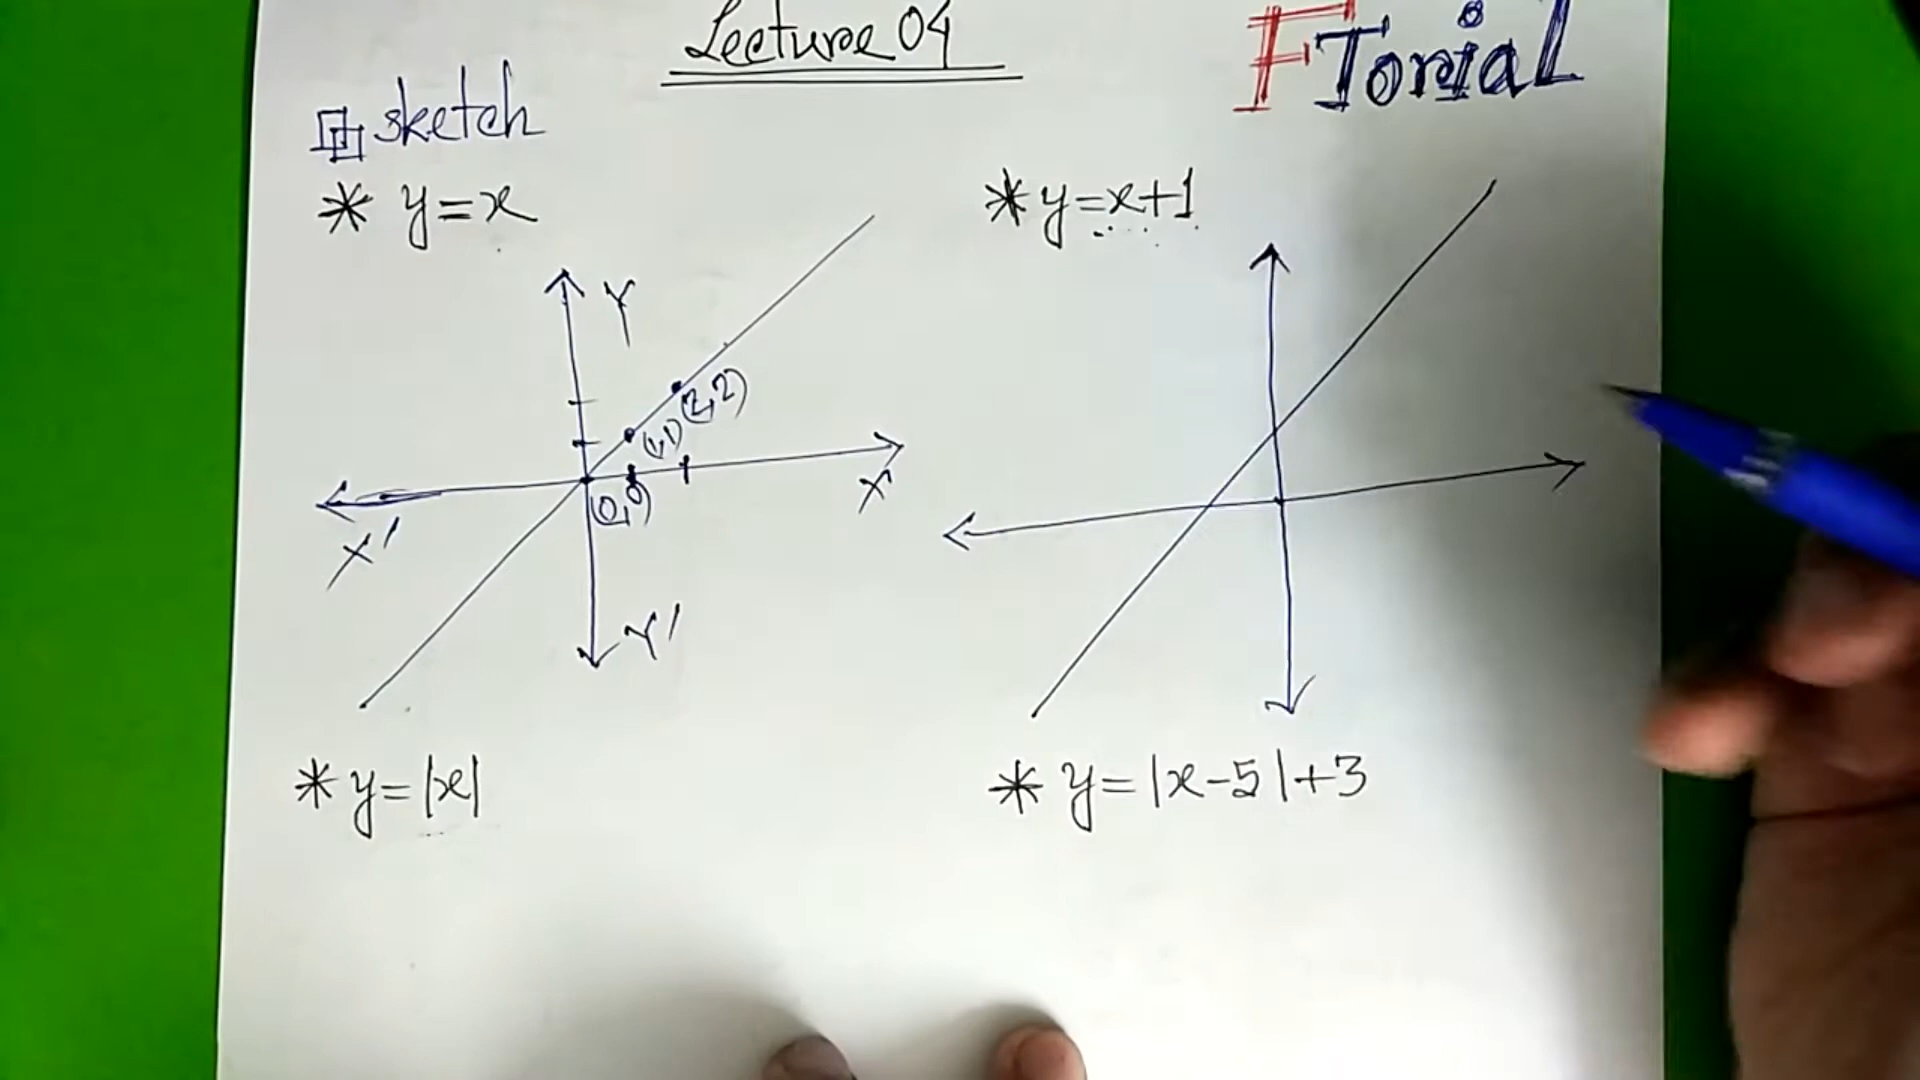 Lecture 04
FTorial
sketch
* y=x
* y=x+1
Y
(2,2)
(1,1)
X
(0,0)
X'
Y'
* y=|x|
* y=|x-5|+3